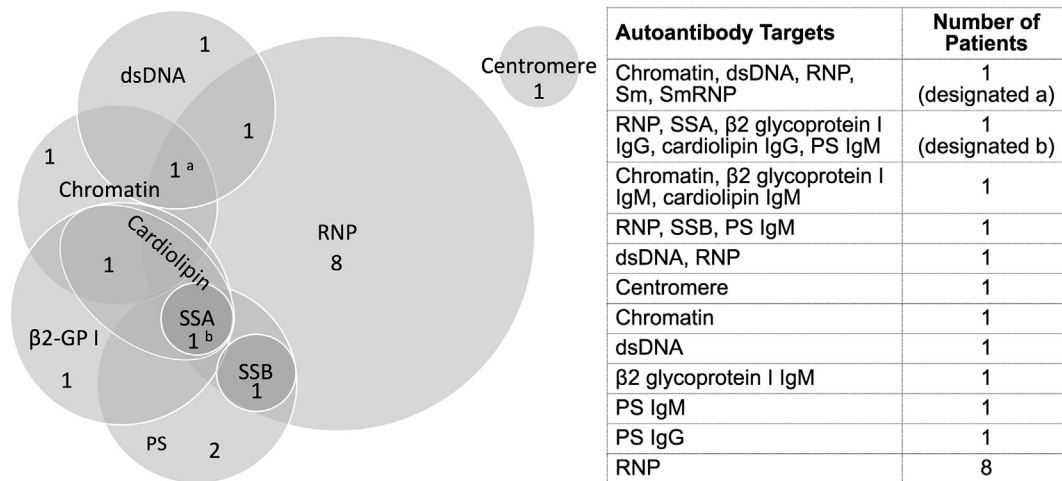 1
dsDNA
1
1
1 a
Chromatin
Cardiolipin
1
RNP
8
SSA
1 b
β2-GP I
1
SSB
1
PS
2
Centromere
1
Autoantibody Targets
Number of
Patients
Chromatin, dsDNA, RNP,
Sm, SmRNP
1
(designated a)
RNP, SSA, β2 glycoprotein I
IgG, cardiolipin IgG, PS IgM
1
(designated b)
Chromatin, β2 glycoprotein I
IgM, cardiolipin IgM
1
RNP, SSB, PS IgM
1
dsDNA, RNP
1
Centromere
1
Chromatin
1
dsDNA
1
β2 glycoprotein I IgM
1
PS IgM
1
PS IgG
1
RNP
8